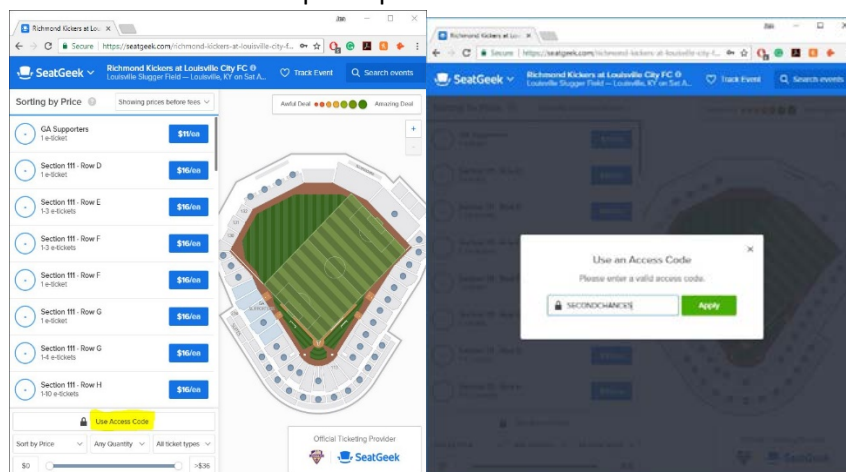 Jan
Richmond Kickers at Lou
Secure | https://seatgeek.com/richmond-kickers-at-louisville-city-f...
SeatGeek
Richmond Kickers at Louisville City FC
Louisville Slugger Field — Louisville, KY on Sat A...
Track Event
Search events
Sorting by Price
Showing prices before fees
Awful Deal
Amazing Deal
GA Supporters
1 e-ticket
$11/ea
Section 111 - Row D
1 e-ticket
$16/ea
Section 111 - Row E
1-3 e-tickets
$16/ea
Section 111 - Row F
1-3 e-tickets
$16/ea
Section 111 - Row F
1 e-ticket
$16/ea
Section 111 - Row G
1 e-ticket
$16/ea
Section 111 - Row G
1-4 e-tickets
$16/ea
Section 111 - Row H
1-10 e-tickets
$16/ea
Use Access Code
Sort by Price
Any Quantity
All ticket types
$0
>$36
Official Ticketing Provider
SeatGeek
Jan
Richmond Kickers at Lou
Secure | https://seatgeek.com/richmond-kickers-at-louisville-city-f...
SeatGeek
Richmond Kickers at Louisville City FC
Louisville Slugger Field — Louisville, KY on Sat A...
Track Event
Search events
Use an Access Code
Please enter a valid access code.
SECONDCHANCES
Apply